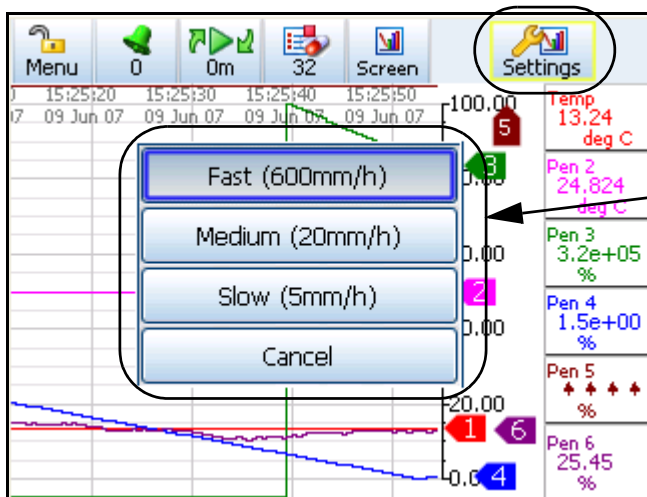 Menu
0
0m
32
Screen
Settings
15:25:20 15:25:30 15:25:40 15:25:50
09 Jun 07 09 Jun 07 09 Jun 07 09 Jun 07
100.00
5
3
Fast (600mm/h)
Medium (20mm/h)
Slow (5mm/h)
Cancel
2
20.00
1
6
4
Temp
13.24
deg C
Pen 2
24.824
deg C
Pen 3
3.2e+05
%
Pen 4
1.5e+00
%
Pen 5
%
Pen 6
25.45
%